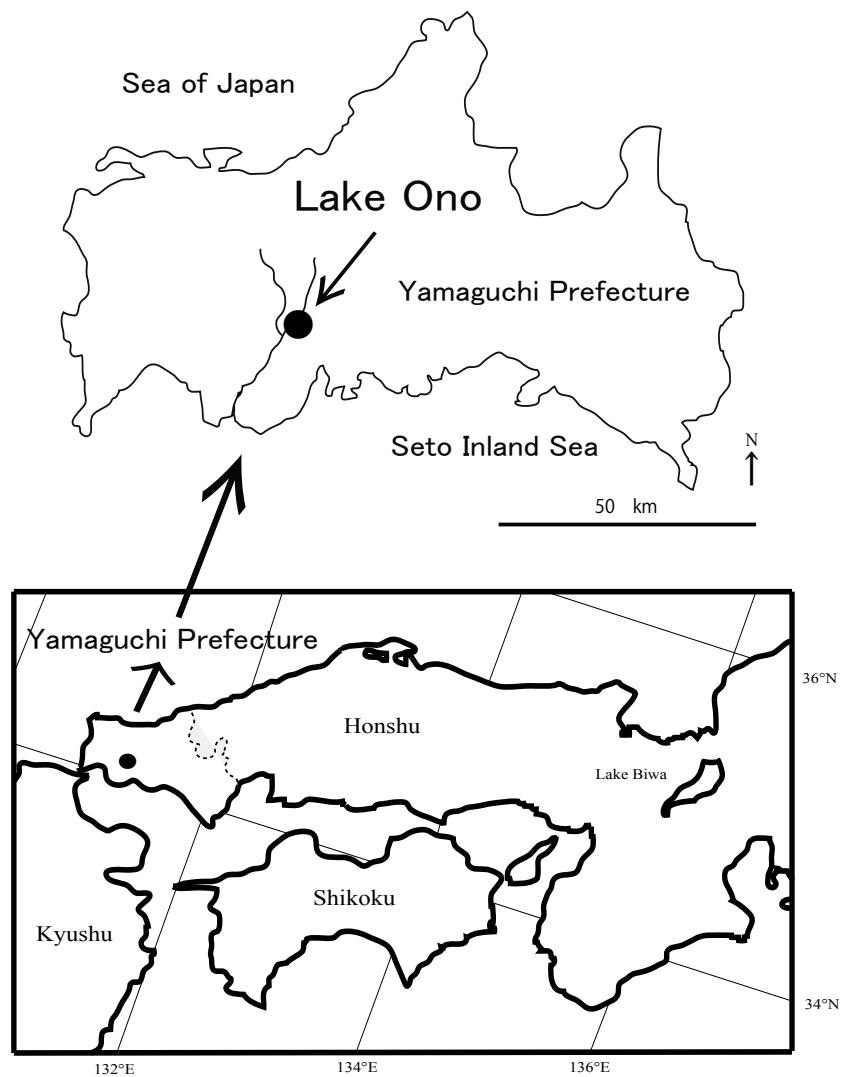 Sea of Japan
Lake Ono
Yamaguchi Prefecture
Seto Inland Sea
N
50 km
Yamaguchi Prefecture
36°N
Honshu
Lake Biwa
Shikoku
Kyushu
34°N
132°E
134°E
136°E